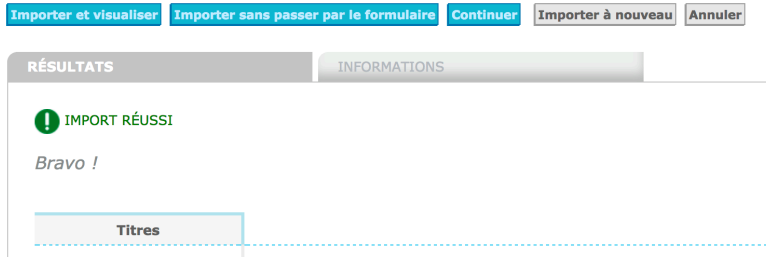 Importer et visualiser Importer sans passer par le formulaire Continuer Importer à nouveau Annuler
RÉSULTATS INFORMATIONS
IMPORT RÉUSSI
Bravo !
Titres